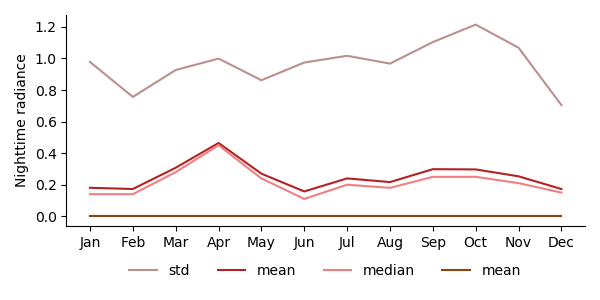 Nighttime radiance
1.2
1.0
0.8
0.6
0.4
0.2
0.0
Jan Feb Mar Apr May Jun Jul Aug Sep Oct Nov Dec
std mean median mean